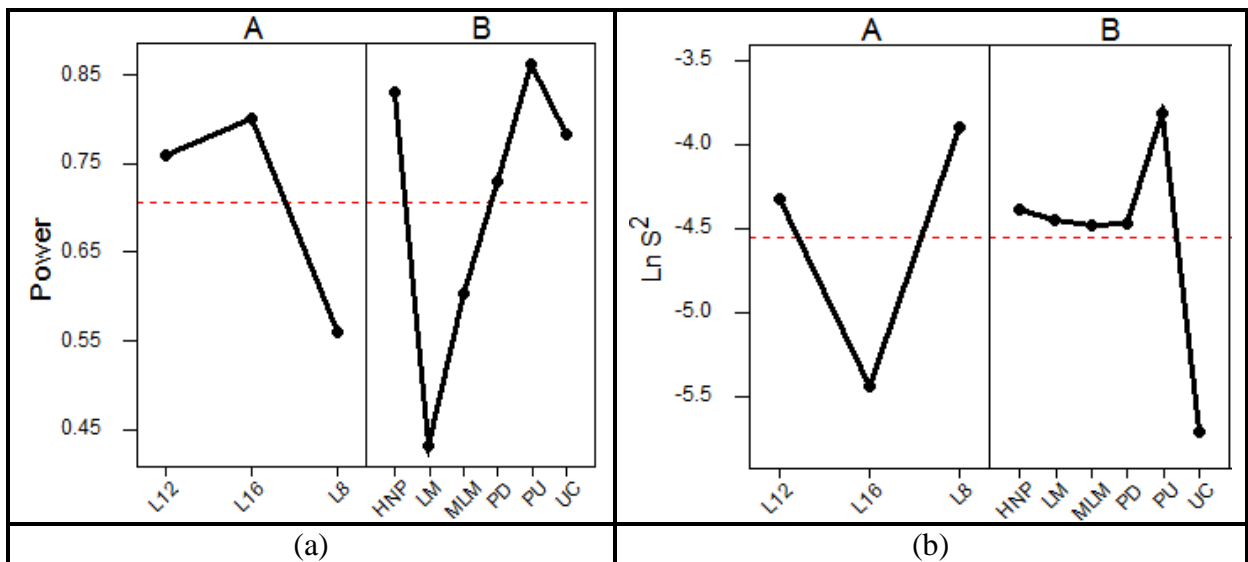 A B
0.85
0.75
0.65
0.55
0.45
Power
L12 L16 L8 HNP LM MLM PD PU UC
(a)
A B
-3.5
-4.0
-4.5
-5.0
-5.5
Ln S²
L12 L16 L8 HNP LM MLM PD PU UC
(b)